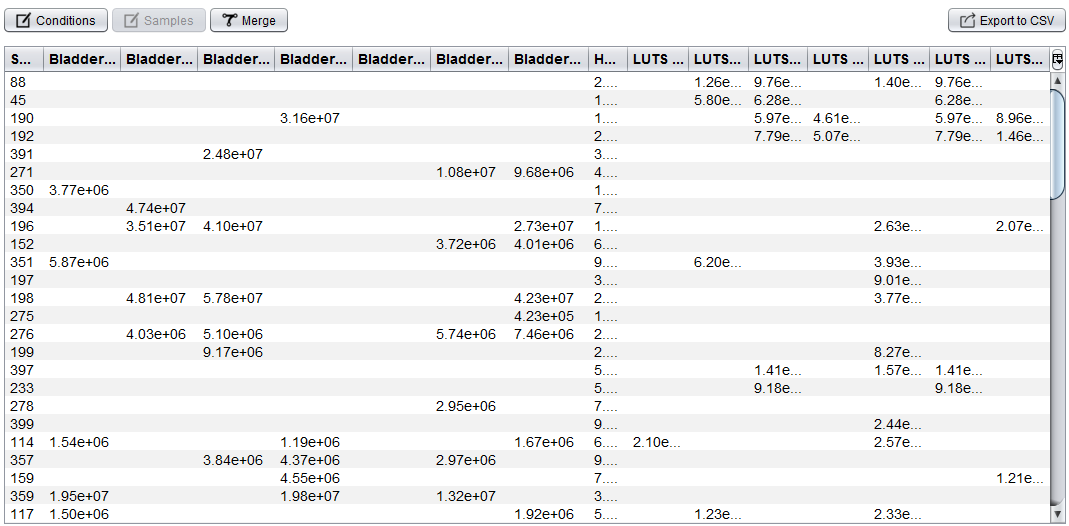 Conditions Samples Merge Export to CSV
S... Bladder... Bladder... Bladder... Bladder... Bladder... Bladder... Bladder... H... LUTS ... LUTS ... LUTS ... LUTS ... LUTS ... LUTS ... LUTS...
88 2.... 1.26e... 9.76e... 1.40e... 9.76e...
45 1.... 5.80e... 6.28e... 6.28e...
190 3.16e+07 1.... 5.97e... 4.61e... 5.97e... 8.96e...
192 2.... 7.79e... 5.07e... 7.79e... 1.46e...
391 2.48e+07 3....
271 1.08e+07 9.68e+06 4....
350 3.77e+06 1....
394 4.74e+07 7....
196 3.51e+07 4.10e+07 2.73e+07 1.... 2.63e... 2.07e...
152 3.72e+06 4.01e+06 6....
351 5.87e+06 9.... 6.20e... 3.93e...
197 3.... 9.01e...
198 4.81e+07 5.78e+07 4.23e+07 2.... 3.77e...
275 4.23e+05 1....
276 4.03e+06 5.10e+06 5.74e+06 7.46e+06 2....
199 9.17e+06 2.... 8.27e...
397 5.... 1.41e... 1.57e... 1.41e...
233 5.... 9.18e... 9.18e...
278 2.95e+06 7....
399 9.... 2.44e...
114 1.54e+06 1.19e+06 1.67e+06 6.... 2.10e... 2.57e...
357 3.84e+06 4.37e+06 2.97e+06 9....
159 4.55e+06 7.... 1.21e...
359 1.95e+07 1.98e+07 1.32e+07 3....
117 1.50e+06 1.92e+06 5.... 1.23e... 2.33e...